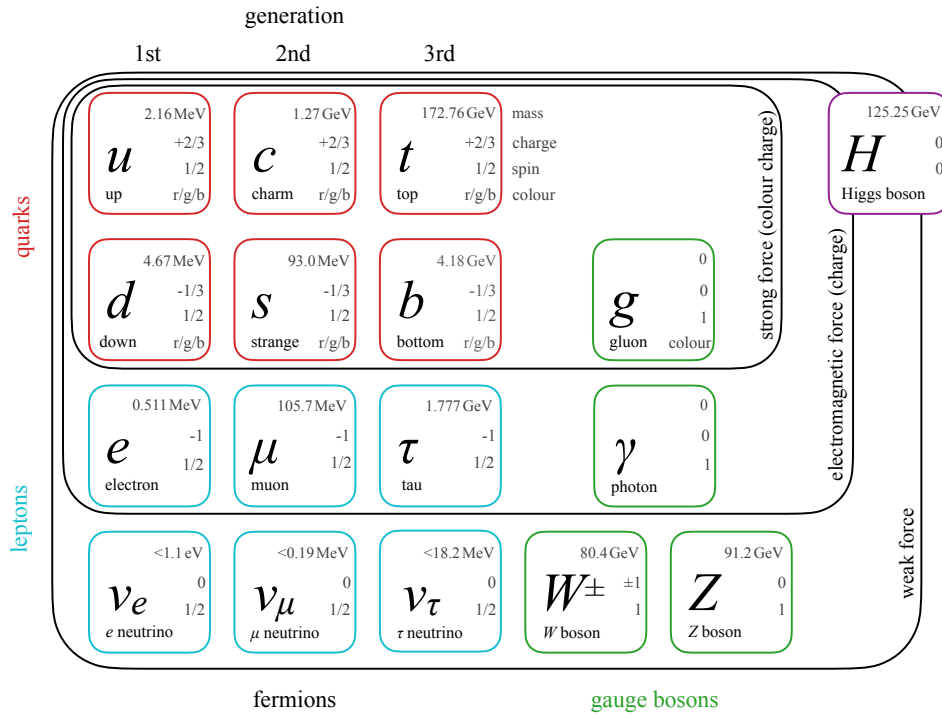 generation
1st 2nd 3rd
2.16 MeV
+2/3
u
1/2
up r/g/b
1.27 GeV
+2/3
c
1/2
charm r/g/b
172.76 GeV mass
+2/3 charge
t
1/2 spin
top r/g/b colour
125.25 GeV
0
H
0
Higgs boson
quarks
4.67 MeV
-1/3
d
1/2
down r/g/b
93.0 MeV
-1/3
s
1/2
strange r/g/b
4.18 GeV
-1/3
b
1/2
bottom r/g/b
0
0
g
1
gluon colour
strong force (colour charge)
0.511 MeV
-1
e
1/2
electron
105.7 MeV
-1
μ
1/2
muon
1.777 GeV
-1
τ
1/2
tau
0
0
γ
1
photon
electromagnetic force (charge)
leptons
<1.1 eV
0
νe
1/2
e neutrino
<0.19 MeV
0
νμ
1/2
μ neutrino
<18.2 MeV
0
ντ
1/2
τ neutrino
80.4 GeV
±1
W±
1
W boson
91.2 GeV
0
Z
1
Z boson
weak force
fermions
gauge bosons